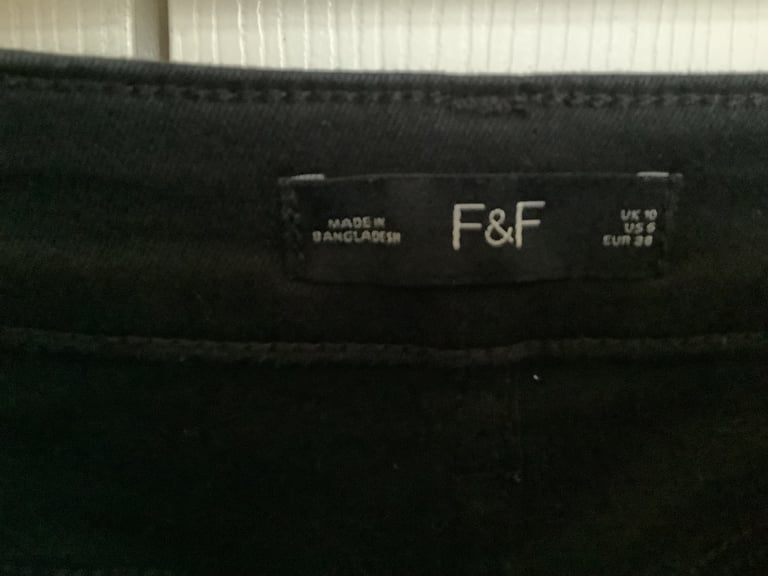 MADE IN
BANGLADESH
F&F
UK 10
US 6
EUR 38